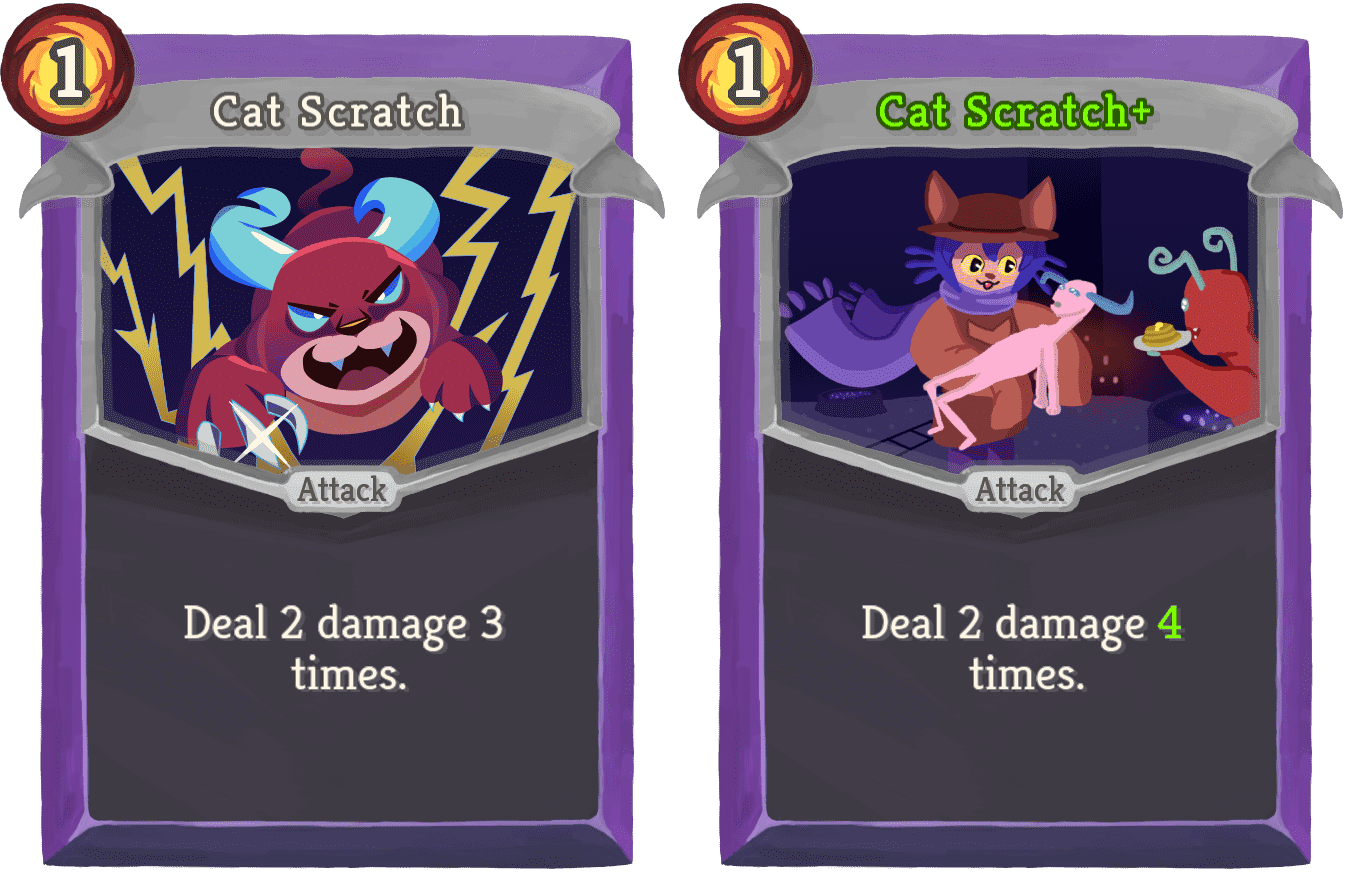 1
Cat Scratch
Attack
Deal 2 damage 3
times.
1
Cat Scratch+
Attack
Deal 2 damage 4
times.